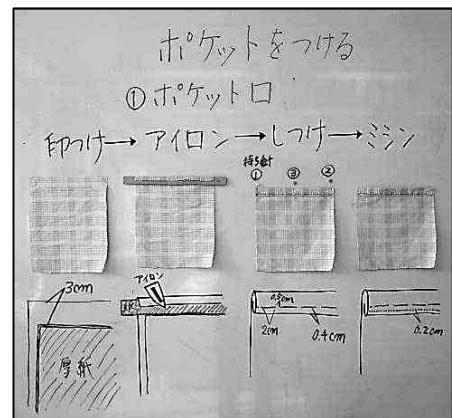 ポケットをつける
①ポケット口
印つけ→アイロン→しつけ→ミシン
待ち針
① ③ ②
3cm
厚紙
アイロン
厚紙
0.5cm
2cm
0.4cm
0.2cm